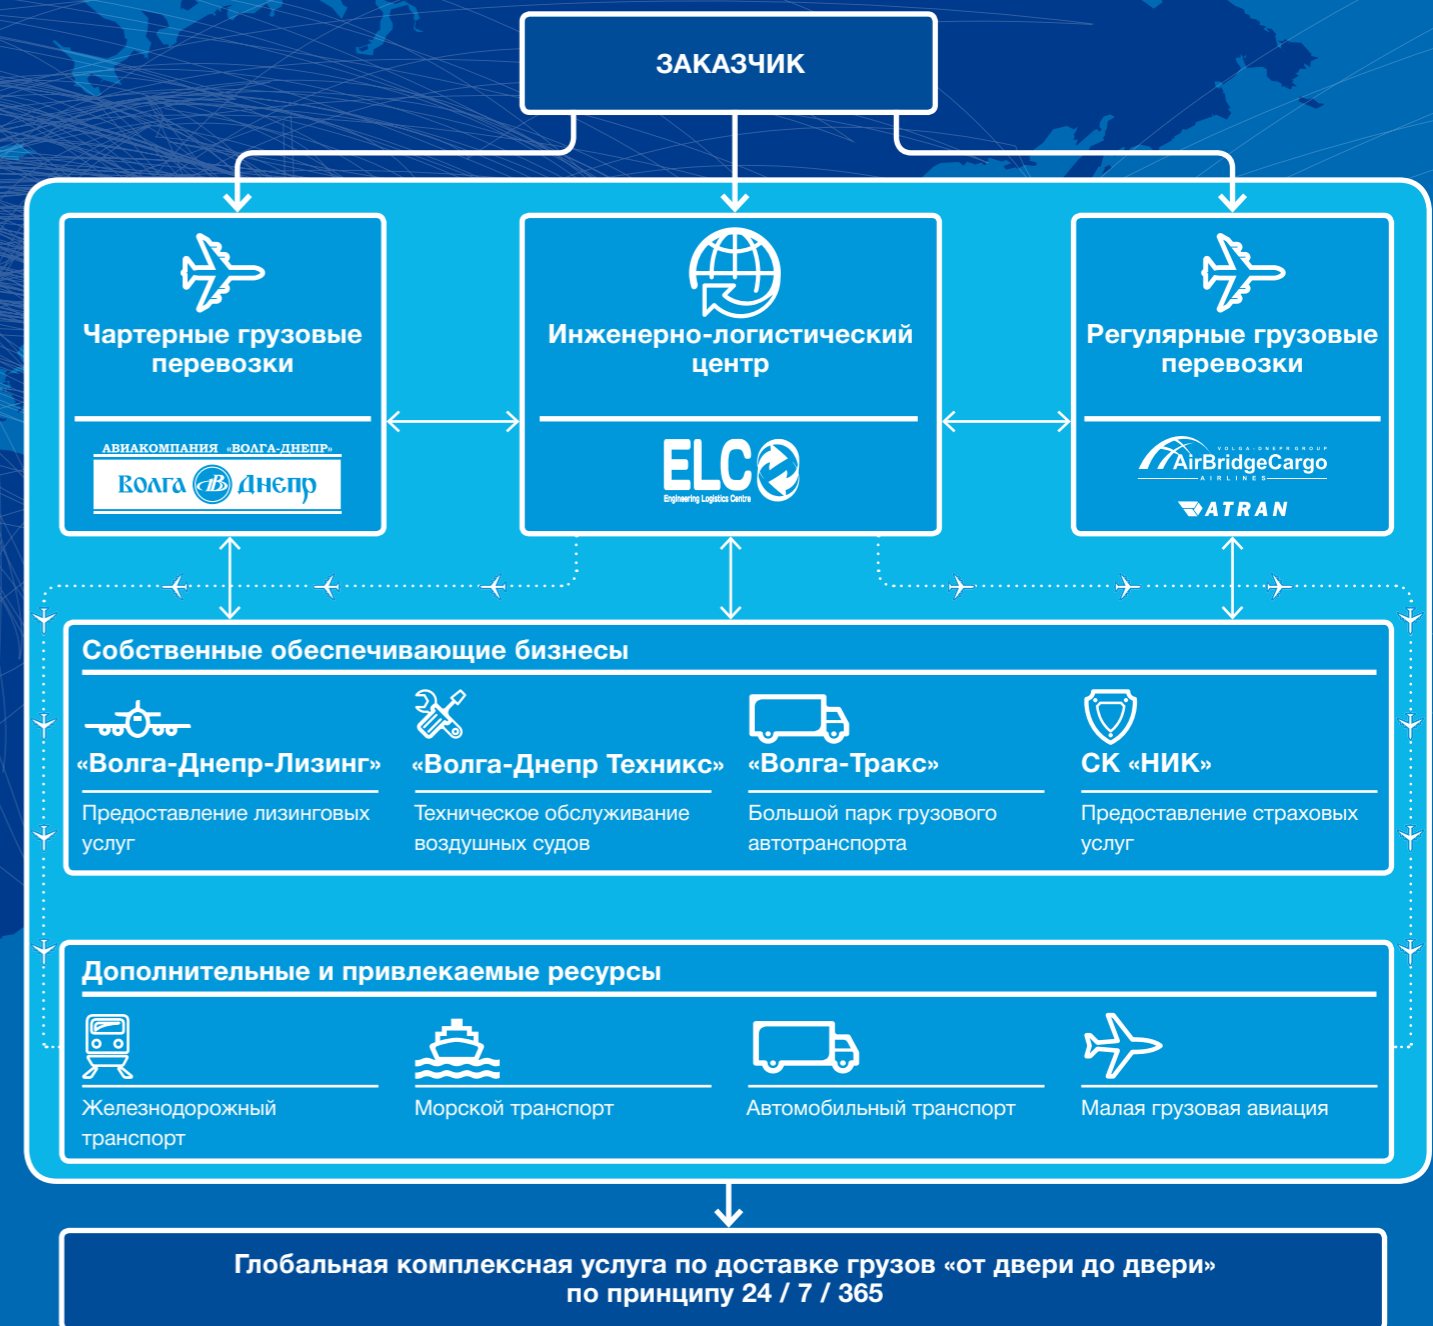 ЗАКАЗЧИК
Чартерные грузовые
перевозки
АВИАКОМПАНИЯ «ВОЛГА-ДНЕПР»
Волга АВ Днепр
Инженерно-логистический
центр
ELC
Engineering Logistics Centre
Регулярные грузовые
перевозки
VOLGA-DNEPR GROUP
AirBridgeCargo
AIRLINES
ATRAN
Собственные обеспечивающие бизнесы
«Волга-Днепр-Лизинг»
Предоставление лизинговых
услуг
«Волга-Днепр Техникс»
Техническое обслуживание
воздушных судов
«Волга-Тракс»
Большой парк грузового
автотранспорта
СК «НИК»
Предоставление страховых
услуг
Дополнительные и привлекаемые ресурсы
Железнодорожный
транспорт
Морской транспорт
Автомобильный транспорт
Малая грузовая авиация
Глобальная комплексная услуга по доставке грузов «от двери до двери»
по принципу 24 / 7 / 365